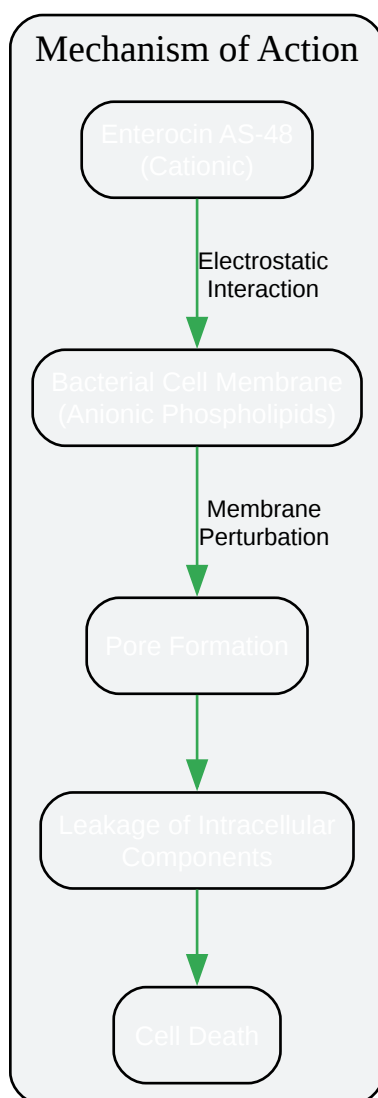 Mechanism of Action
Enterocin AS-48
(Cationic)
Electrostatic
Interaction
Bacterial Cell Membrane
(Anionic Phospholipids)
Membrane
Perturbation
Pore Formation
Leakage of Intracellular
Components
Cell Death